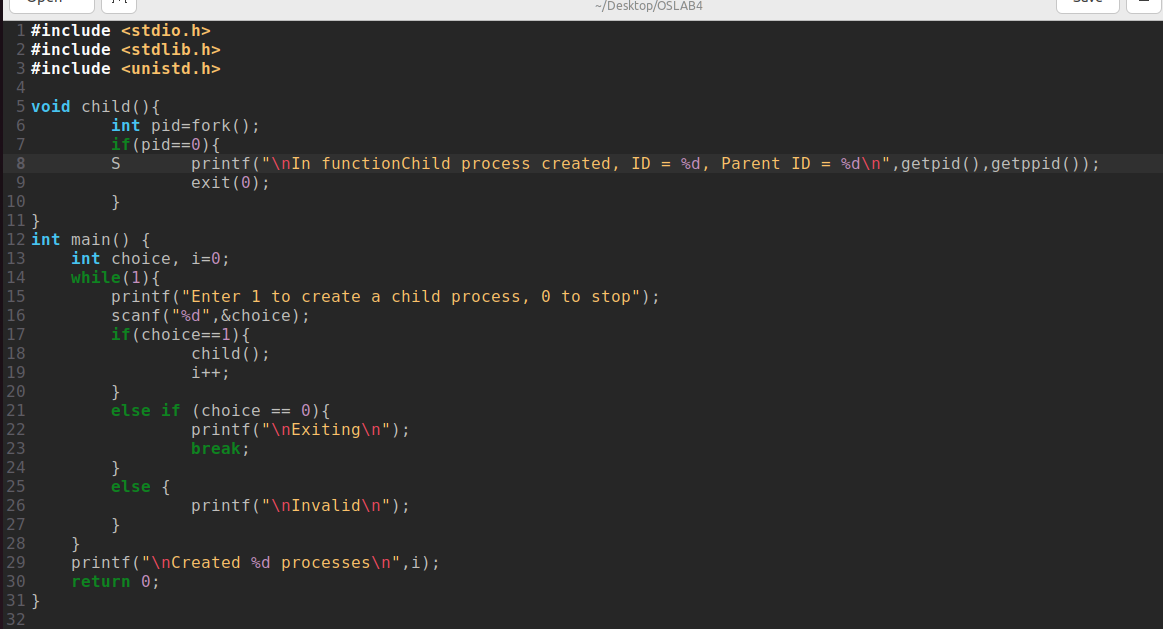 Open
~/Desktop/OSLAB4
Save
1 #include <stdio.h>
2 #include <stdlib.h>
3 #include <unistd.h>
4
5 void child(){
6         int pid=fork();
7         if(pid==0){
8         S       printf("\nIn functionChild process created, ID = %d, Parent ID = %d\n",getpid(),getppid());
9                 exit(0);
10         }
11 }
12 int main() {
13     int choice, i=0;
14     while(1){
15         printf("Enter 1 to create a child process, 0 to stop");
16         scanf("%d",&choice);
17         if(choice==1){
18                 child();
19                 i++;
20         }
21         else if (choice == 0){
22                 printf("\nExiting\n");
23                 break;
24         }
25         else {
26                 printf("\nInvalid\n");
27         }
28     }
29     printf("\nCreated %d processes\n",i);
30     return 0;
31 }
32